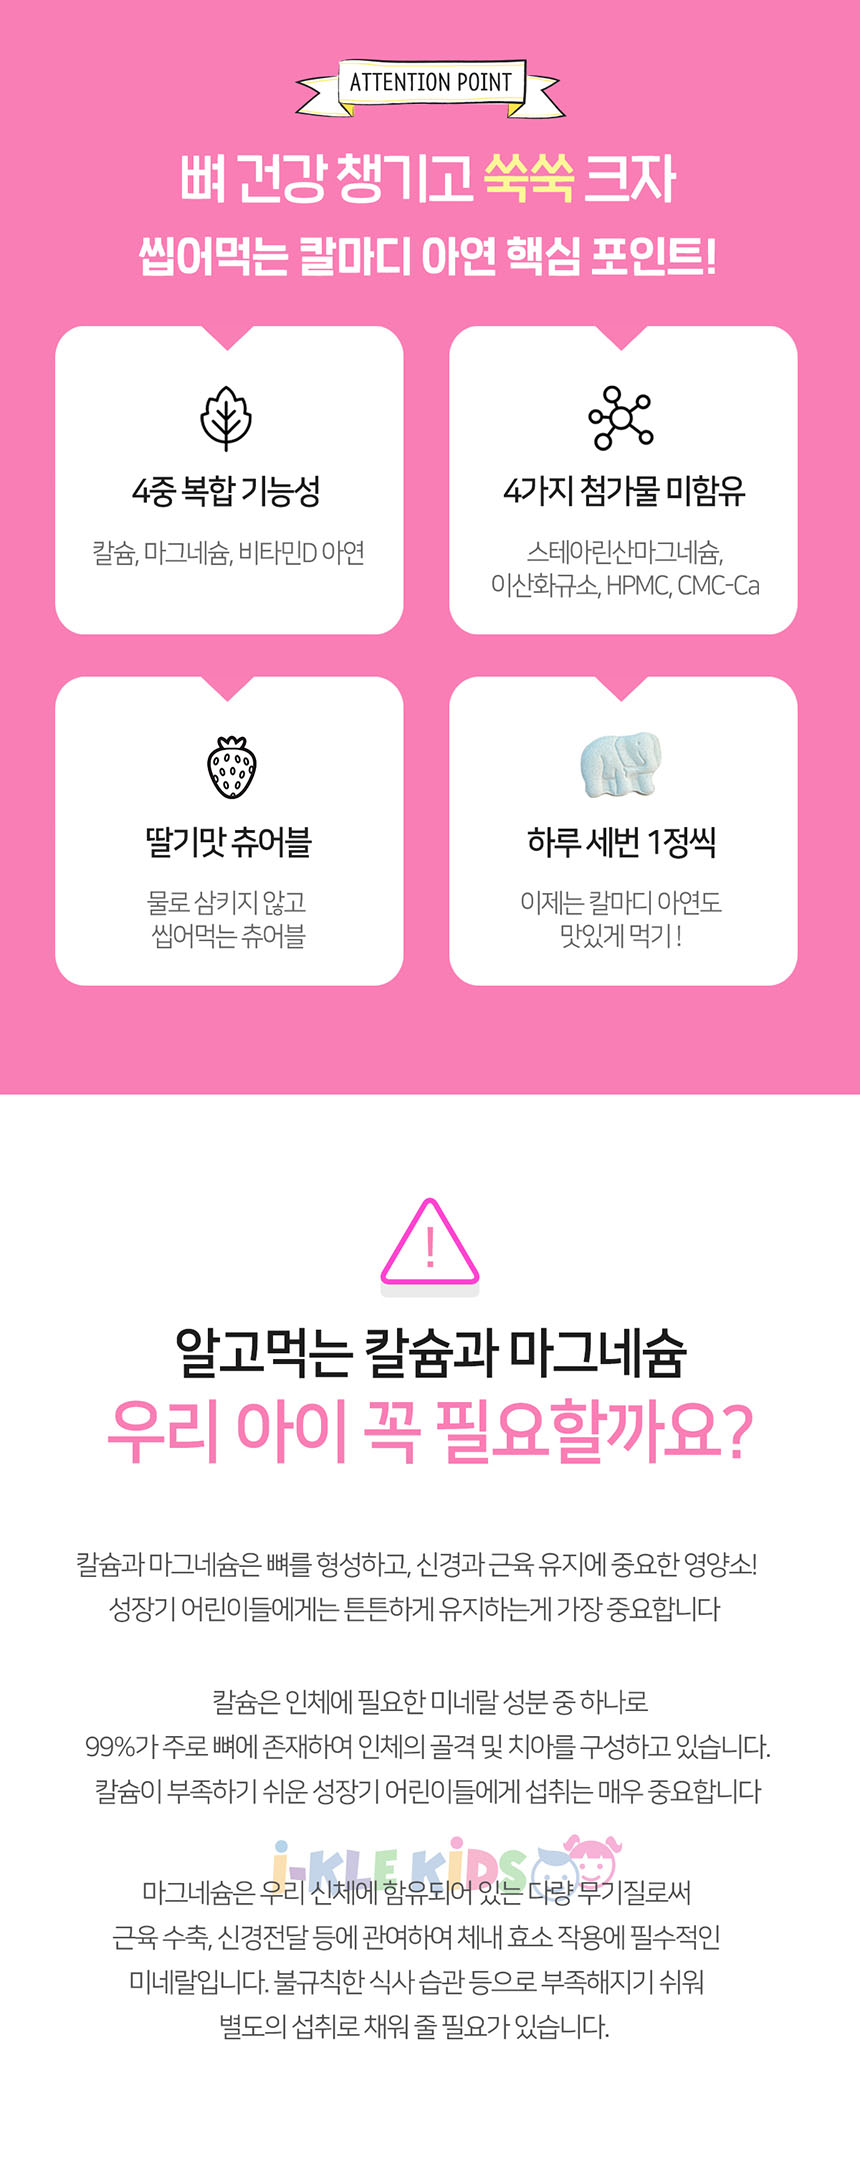 ATTENTION POINT
뼈 건강 챙기고 쑥쑥 크자
씹어먹는 칼마디 아연 핵심 포인트!
4중 복합 기능성
칼슘, 마그네슘, 비타민D 아연
4가지 첨가물 미함유
스테아린산마그네슘,
이산화규소, HPMC, CMC-Ca
딸기맛 츄어블
물로 삼키지 않고
씹어먹는 츄어블
하루 세번 1정씩
이제는 칼마디 아연도
맛있게 먹기 !
!
알고먹는 칼슘과 마그네슘
우리 아이 꼭 필요할까요?
칼슘과 마그네슘은 뼈를 형성하고, 신경과 근육 유지에 중요한 영양소!
성장기 어린이들에게는 튼튼하게 유지하는게 가장 중요합니다
칼슘은 인체에 필요한 미네랄 성분 중 하나로
99%가 주로 뼈에 존재하여 인체의 골격 및 치아를 구성하고 있습니다.
칼슘이 부족하기 쉬운 성장기 어린이들에게 섭취는 매우 중요합니다
i-KLE KiDS
마그네슘은 우리 신체에 함유되어 있는 다량 무기질로써
근육 수축, 신경전달 등에 관여하여 체내 효소 작용에 필수적인
미네랄입니다. 불규칙한 식사 습관 등으로 부족해지기 쉬워
별도의 섭취로 채워 줄 필요가 있습니다.